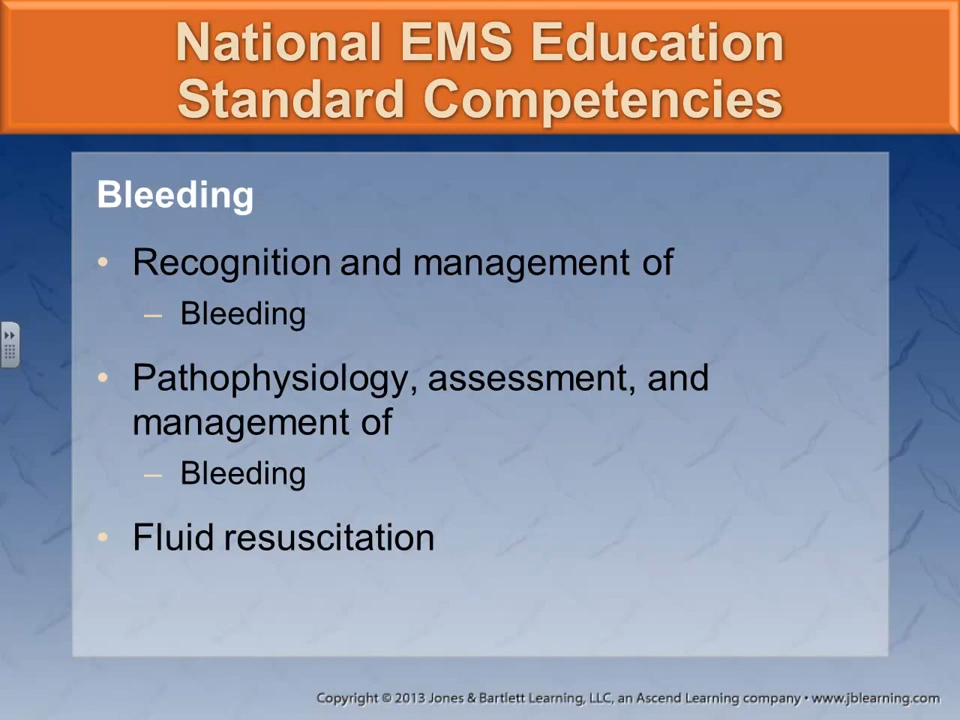 National EMS Education
Standard Competencies
Bleeding
• Recognition and management of
– Bleeding
• Pathophysiology, assessment, and
management of
– Bleeding
• Fluid resuscitation
Copyright © 2013 Jones & Bartlett Learning, LLC, an Ascend Learning company • www.jblearning.com